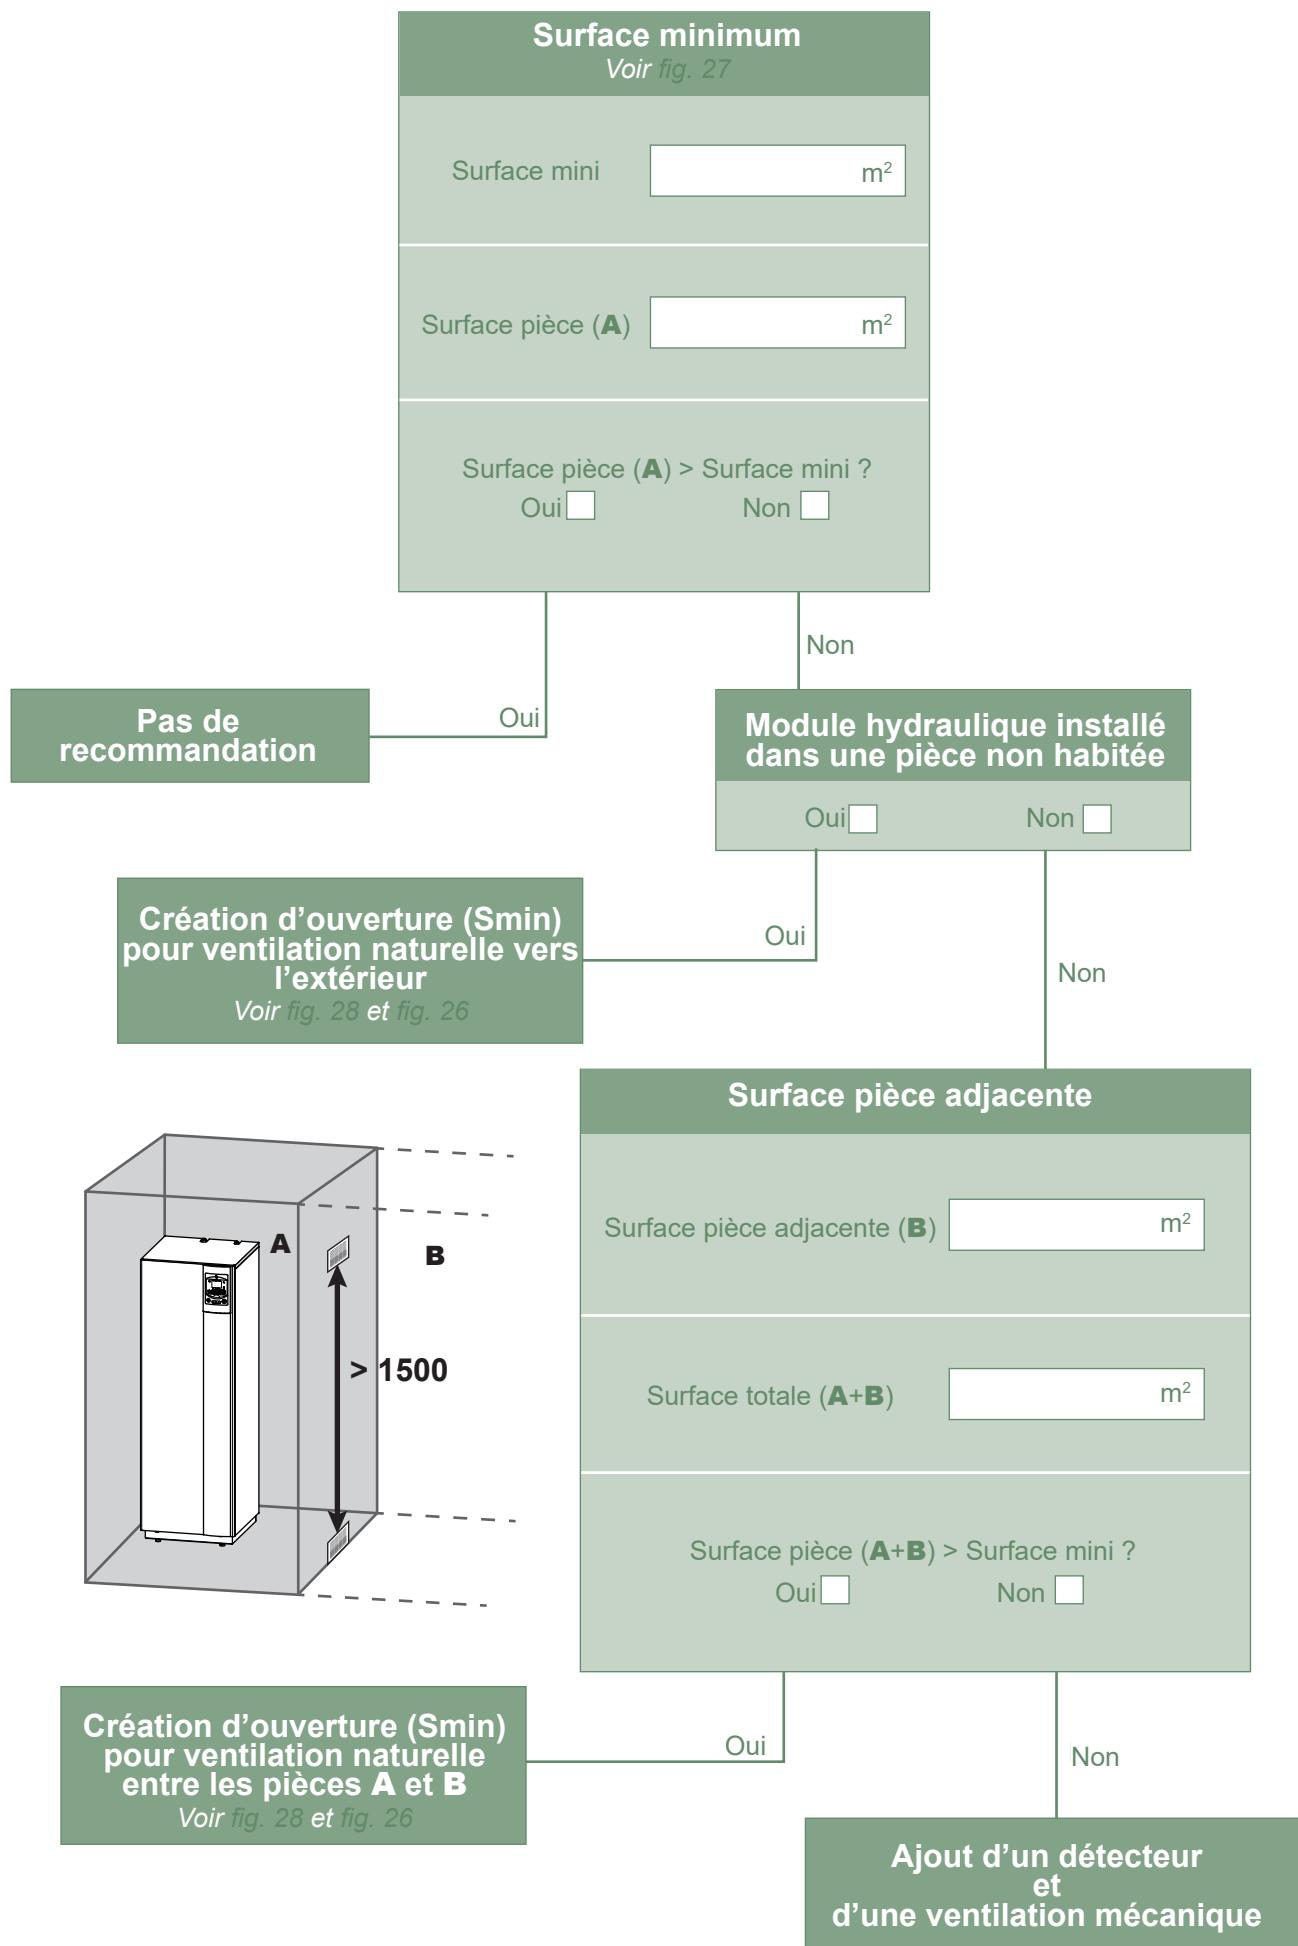 Surface minimum
Voir fig. 27
Surface mini
m²
Surface pièce (A)
m²
Surface pièce (A) > Surface mini ?
Oui
Non
Non
Oui
Pas de
recommandation
Module hydraulique installé
dans une pièce non habitée
Oui
Non
Oui
Non
Création d’ouverture (Smin)
pour ventilation naturelle vers
l’extérieur
Voir fig. 28 et fig. 26
Surface pièce adjacente
Surface pièce adjacente (B)
m²
Surface totale (A+B)
m²
Surface pièce (A+B) > Surface mini ?
Oui
Non
A
B
> 1500
Oui
Non
Création d’ouverture (Smin)
pour ventilation naturelle
entre les pièces A et B
Voir fig. 28 et fig. 26
Ajout d’un détecteur
et
d’une ventilation mécanique